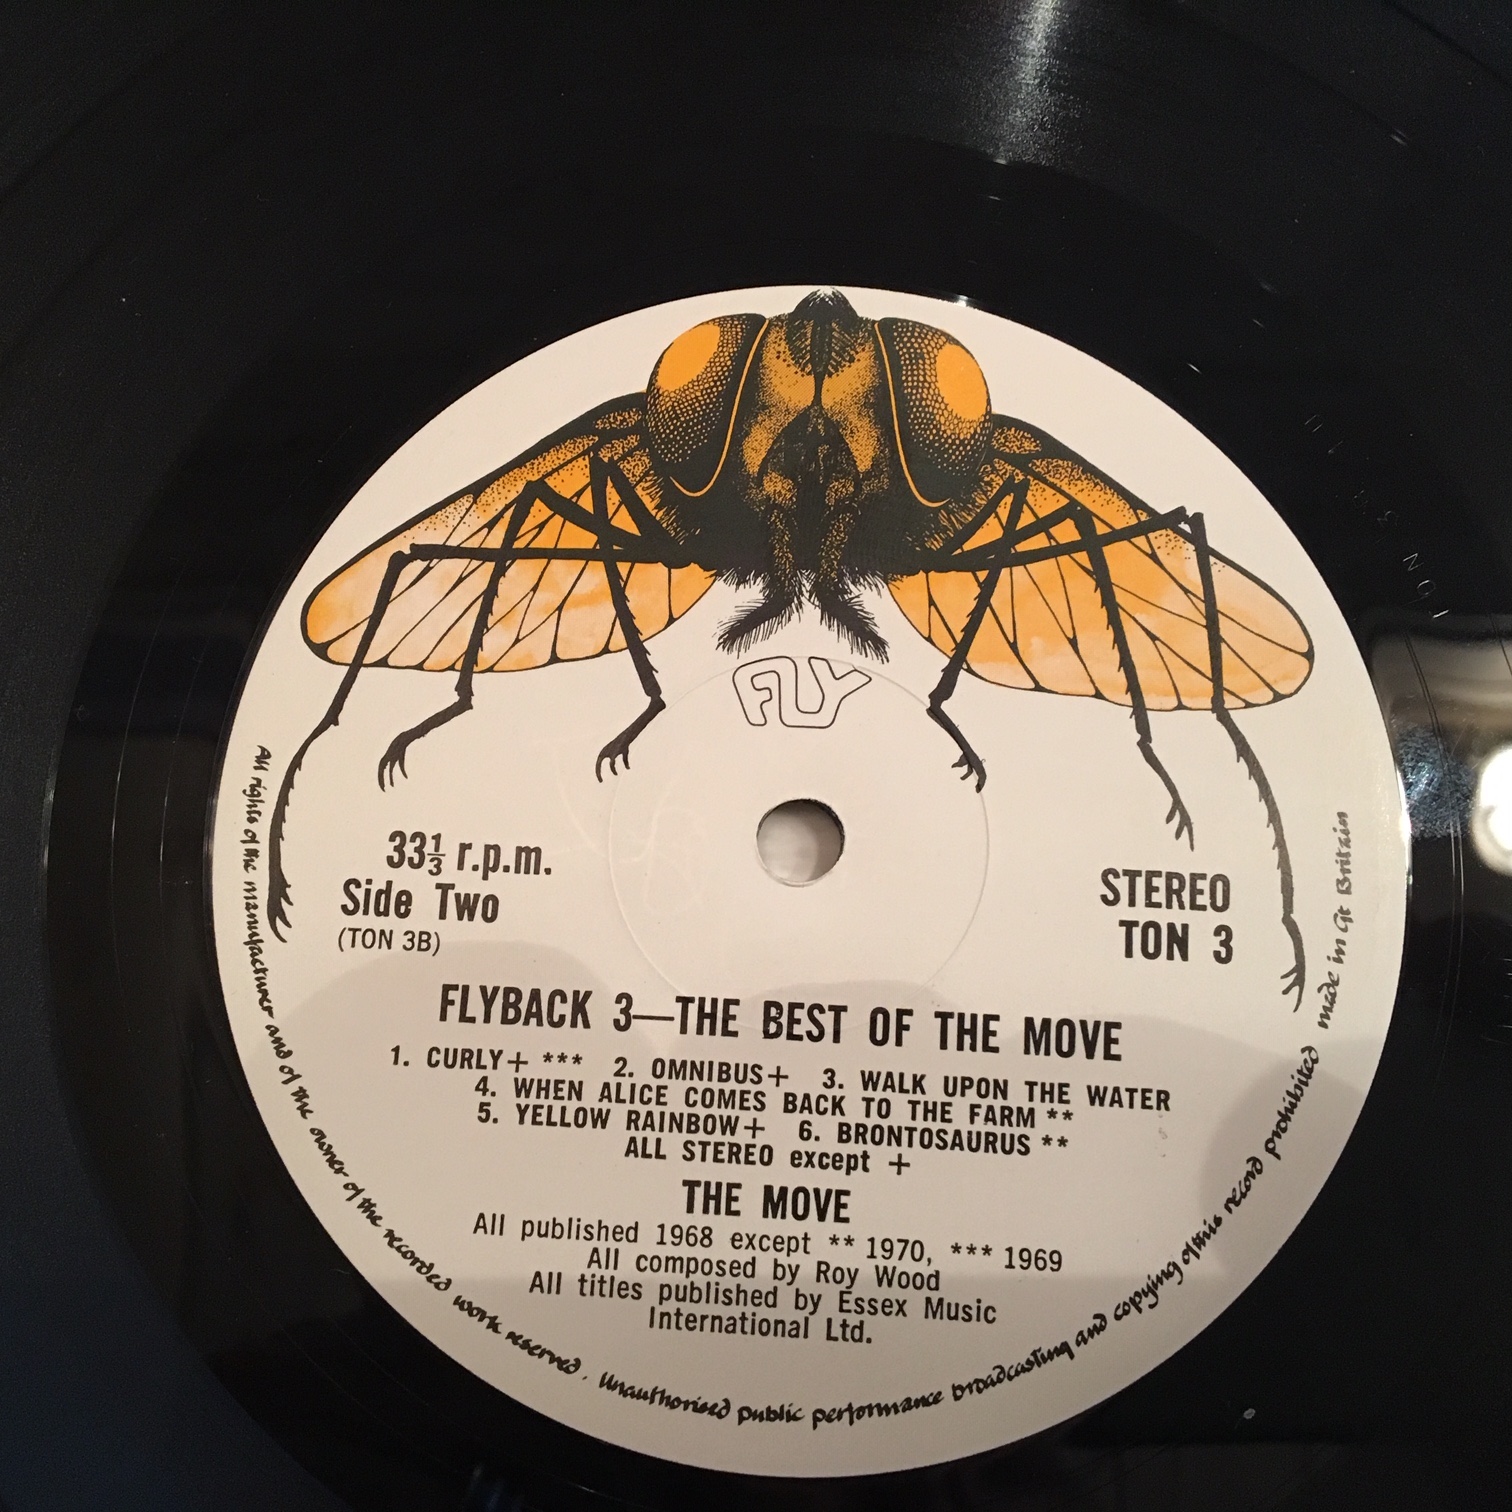 FLY
33⅓ r.p.m.
Side Two
(TON 3B)
STEREO
TON 3
FLYBACK 3—THE BEST OF THE MOVE
1. CURLY+ *** 2. OMNIBUS+ 3. WALK UPON THE WATER
4. WHEN ALICE COMES BACK TO THE FARM **
5. YELLOW RAINBOW+ 6. BRONTOSAURUS **
ALL STEREO except +
THE MOVE
All published 1968 except ** 1970, *** 1969
All composed by Roy Wood
All titles published by Essex Music
International Ltd.
All rights of the manufacturer and of the owner of the recorded work reserved. Unauthorised public performance broadcasting and copying of this record prohibited made in Gt Britain